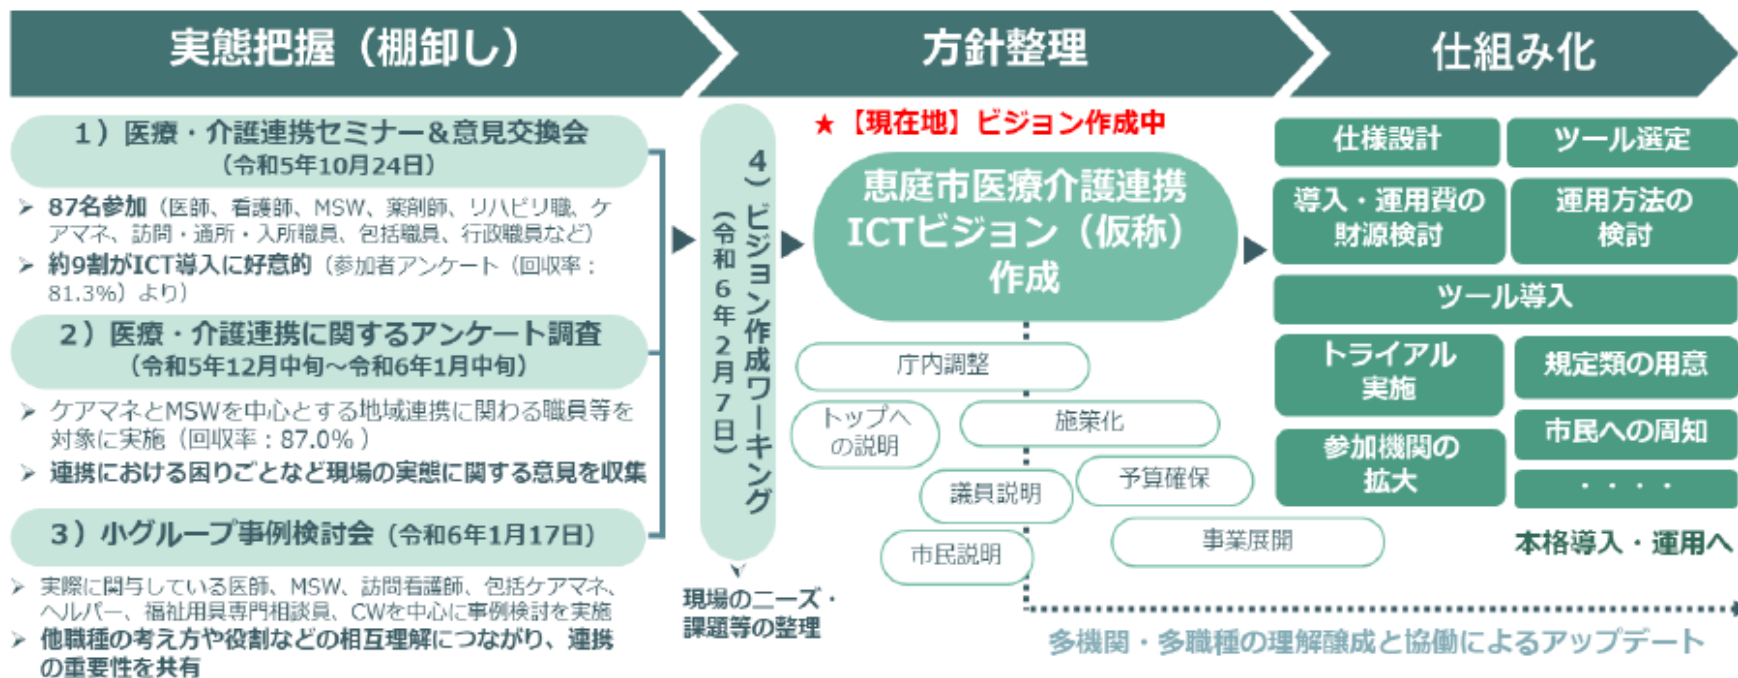 実態把握（棚卸し）
方針整理
仕組み化
1）医療・介護連携セミナー＆意見交換会
（令和5年10月24日）
➤ 87名参加（医師、看護師、MSW、薬剤師、リハビリ職、ケ
アマネ、訪問・通所・入所職員、包括職員、行政職員など）
➤ 約9割がICT導入に好意的（参加者アンケート（回収率：
81.3%）より）
2）医療・介護連携に関するアンケート調査
（令和5年12月中旬～令和6年1月中旬）
➤ ケアマネとMSWを中心とする地域連携に関わる職員等を
対象に実施（回収率：87.0%）
➤ 連携における困りごとなど現場の実態に関する意見を収集
3）小グループ事例検討会（令和6年1月17日）
➤ 実際に関与している医師、MSW、訪問看護師、包括ケアマネ、
ヘルパー、福祉用具専門相談員、CWを中心に事例検討を実施
➤ 他職種の考え方や役割などの相互理解につながり、連携
の重要性を共有
4）ビジョン作成ワーキング
（令和6年2月7日）
現場のニーズ・
課題等の整理
★【現在地】ビジョン作成中
恵庭市医療介護連携
ICTビジョン（仮称）
作成
庁内調整
トップへ
の説明
施策化
議員説明
予算確保
市民説明
事業展開
仕様設計
ツール選定
導入・運用費の
財源検討
運用方法の
検討
ツール導入
トライアル
実施
規定類の用意
参加機関の
拡大
市民への周知
・・・・
本格導入・運用へ
多機関・多職種の理解醸成と協働によるアップデート